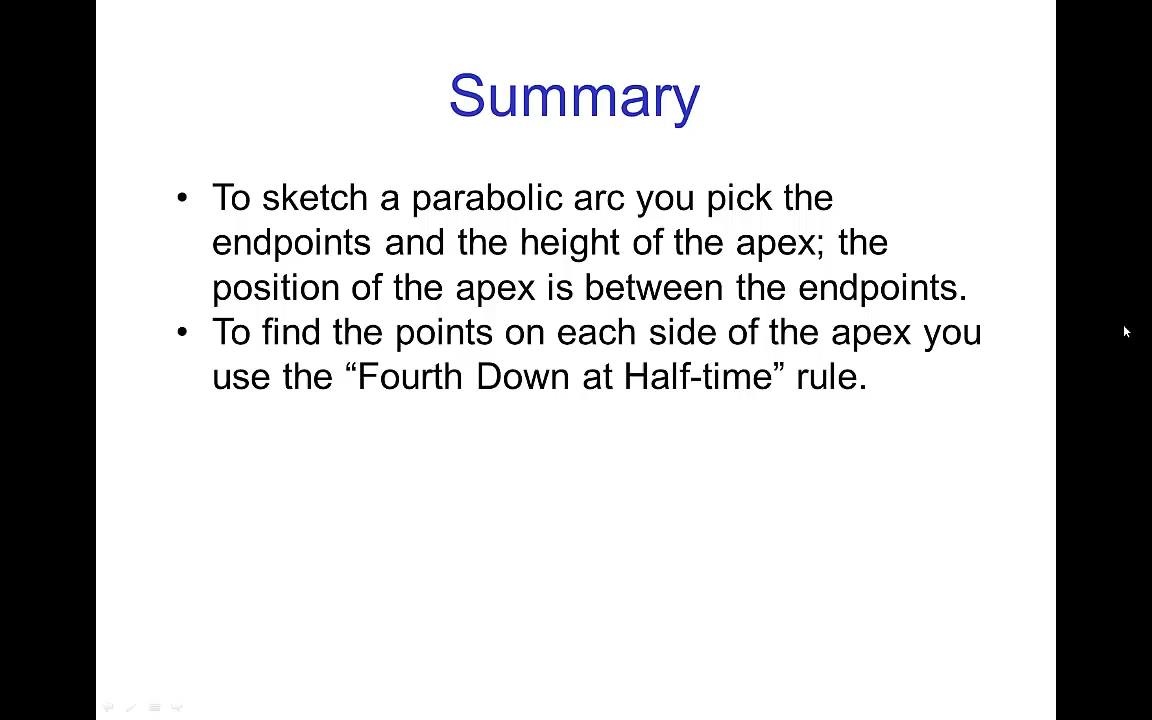 Summary
• To sketch a parabolic arc you pick the
endpoints and the height of the apex; the
position of the apex is between the endpoints.
• To find the points on each side of the apex you
use the “Fourth Down at Half-time” rule.